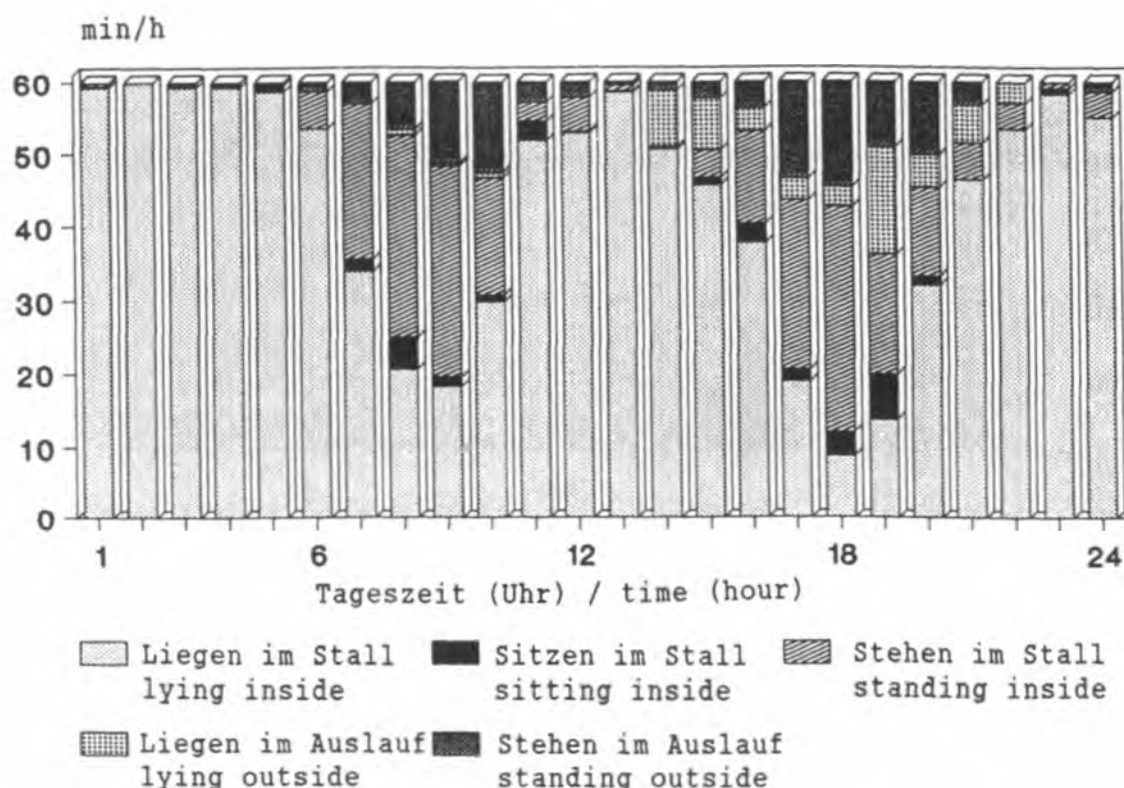 min/h
60
50
40
30
20
10
0
1 6 12 18 24
Tageszeit (Uhr) / time (hour)
Liegen im Stall
lying inside
Sitzen im Stall
sitting inside
Stehen im Stall
standing inside
Liegen im Auslauf
lying outside
Stehen im Auslauf
standing outside